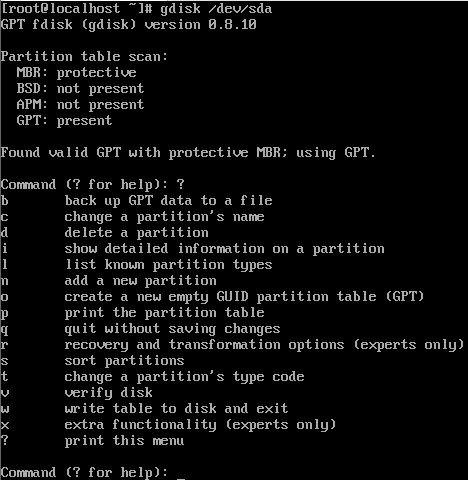 [root@localhost ~]# gdisk /dev/sda
GPT fdisk (gdisk) version 0.8.10

Partition table scan:
  MBR: protective
  BSD: not present
  APM: not present
  GPT: present

Found valid GPT with protective MBR; using GPT.

Command (? for help): ?
b       back up GPT data to a file
c       change a partition's name
d       delete a partition
i       show detailed information on a partition
l       list known partition types
n       add a new partition
o       create a new empty GUID partition table (GPT)
p       print the partition table
q       quit without saving changes
r       recovery and transformation options (experts only)
s       sort partitions
t       change a partition's type code
v       verify disk
w       write table to disk and exit
x       extra functionality (experts only)
?       print this menu

Command (? for help): _